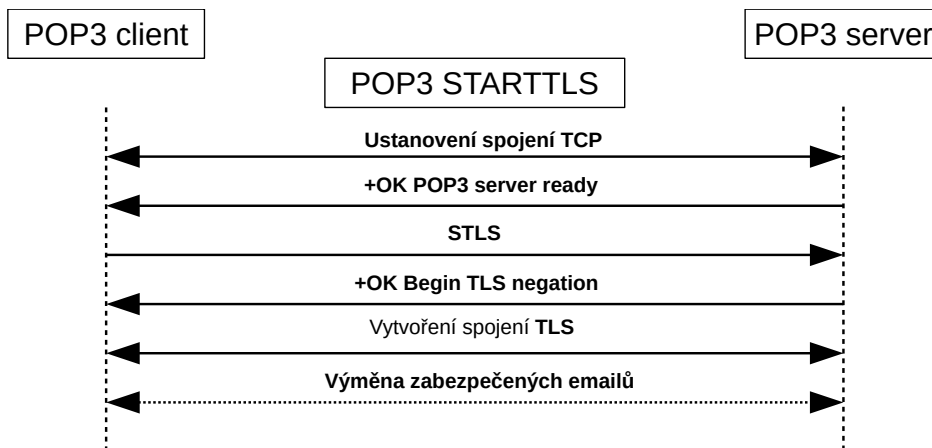 POP3 client
POP3 server
POP3 STARTTLS
Ustanovení spojení TCP
+OK POP3 server ready
STLS
+OK Begin TLS negation
Vytvoření spojení TLS
Výměna zabezpečených emailů